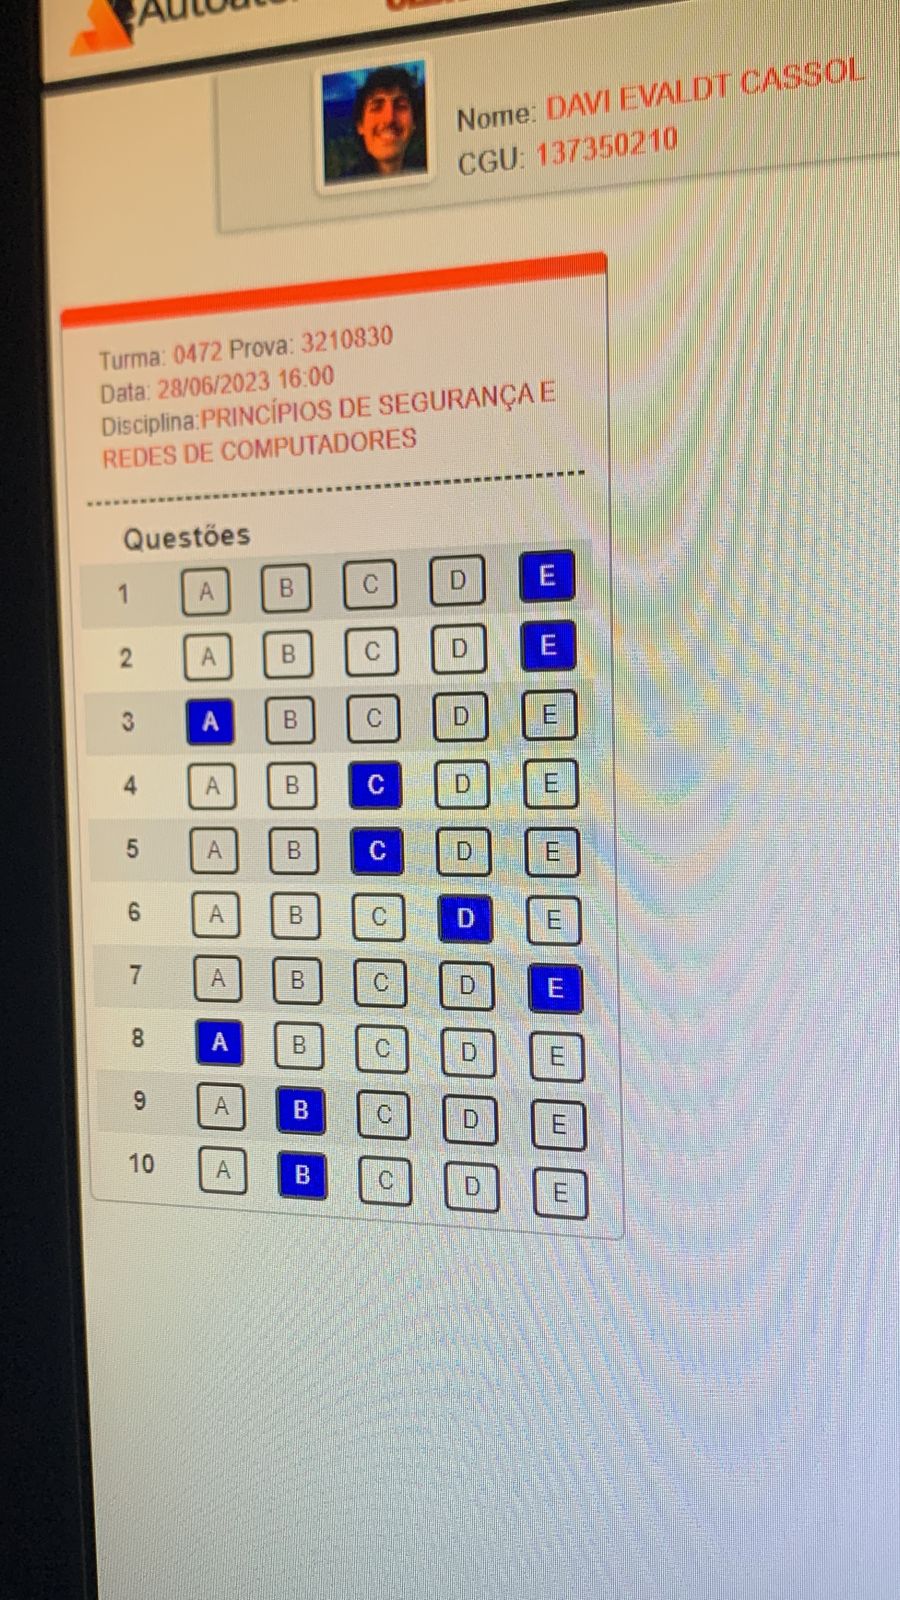 Nome: DAVI EVALDT CASSOL
CGU: 137350210
Turma: 0472 Prova: 3210830
Data: 28/06/2023 16:00
Disciplina:PRINCÍPIOS DE SEGURANÇA E
REDES DE COMPUTADORES
Questões
1 A B C D E
2 A B C D E
3 A B C D E
4 A B C D E
5 A B C D E
6 A B C D E
7 A B C D E
8 A B C D E
9 A B C D E
10 A B C D E